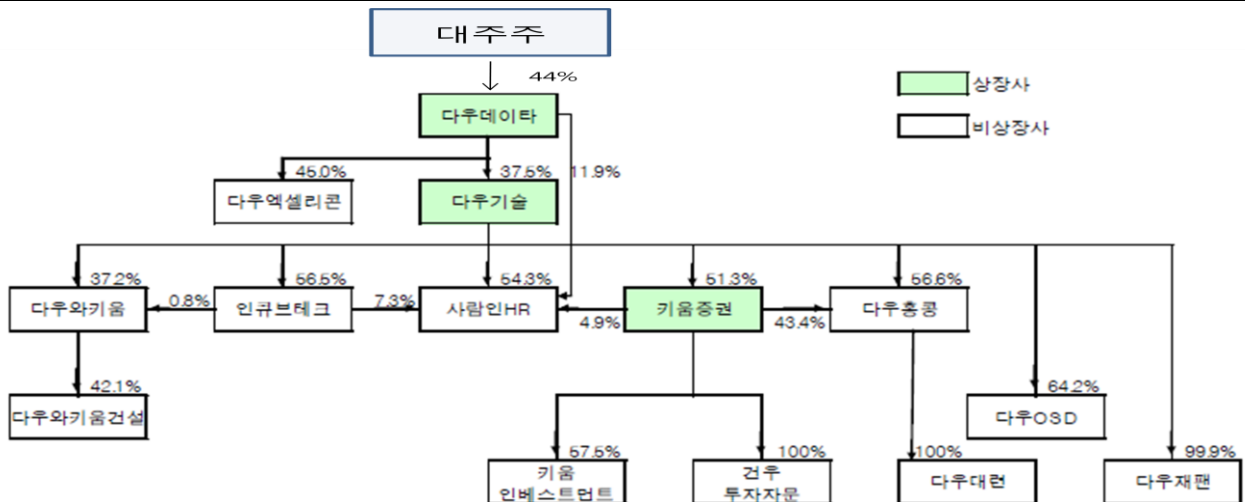 대주주
44%
상장사
다우데이타
비상장사
45.0%
37.5%
11.9%
다우엑셀리콘
다우기술
37.2%
56.5%
54.3%
51.3%
56.6%
다우와키움
0.8%
인큐브테크
7.3%
사람인HR
4.9%
키움증권
43.4%
다우홍콩
42.1%
64.2%
다우와키움건설
다우OSD
57.5%
100%
100%
99.9%
키움
인베스트먼트
건우
투자자문
다우대련
다우재팬